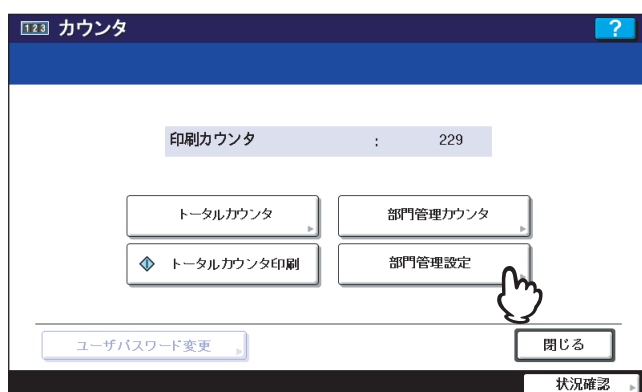 123 カウンタ ?
印刷カウンタ : 229
トータルカウンタ 部門管理カウンタ
トータルカウンタ印刷 部門管理設定
ユーザパスワード変更 閉じる
状況確認